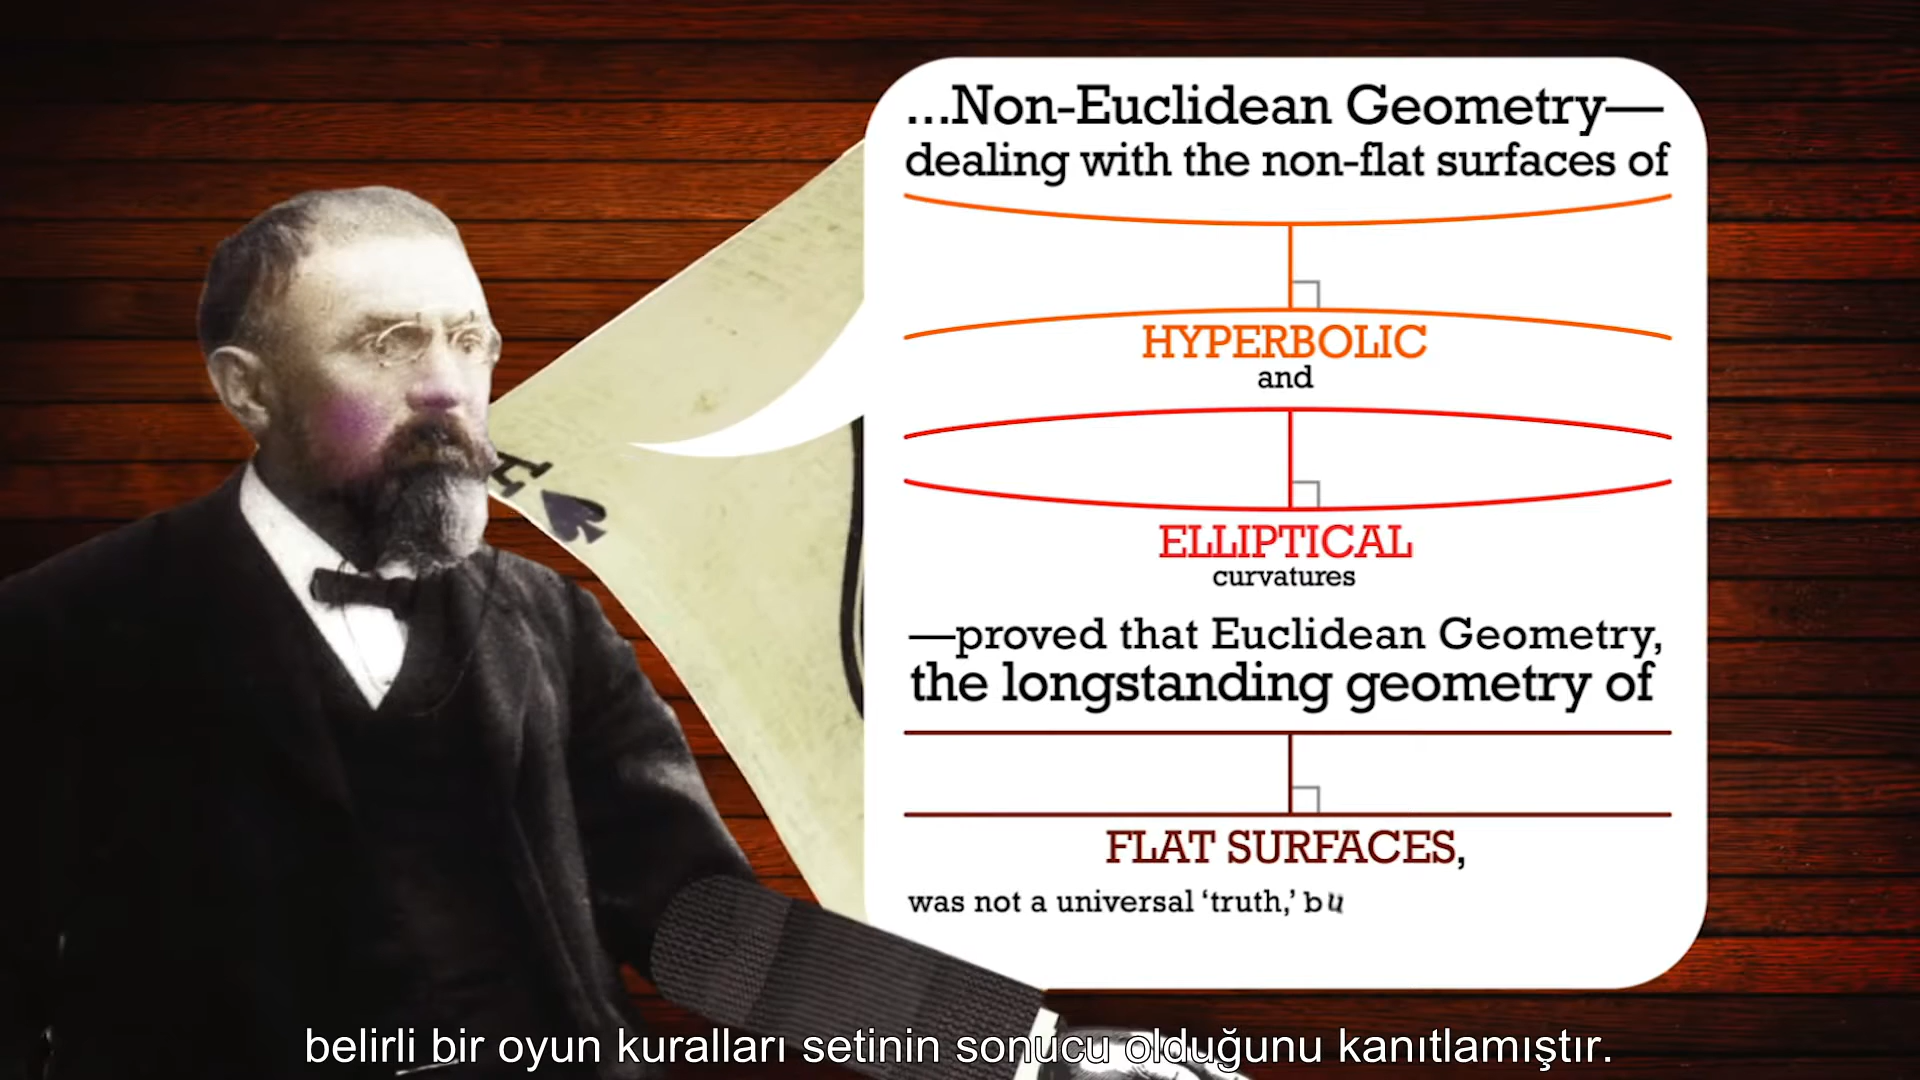 ...Non-Euclidean Geometry—
dealing with the non-flat surfaces of
HYPERBOLIC
and
ELLIPTICAL
curvatures
—proved that Euclidean Geometry,
the longstanding geometry of
FLAT SURFACES,
was not a universal ‘truth,’ bu
belirli bir oyun kuralları setinin sonucu olduğunu kanıtlamıştır.